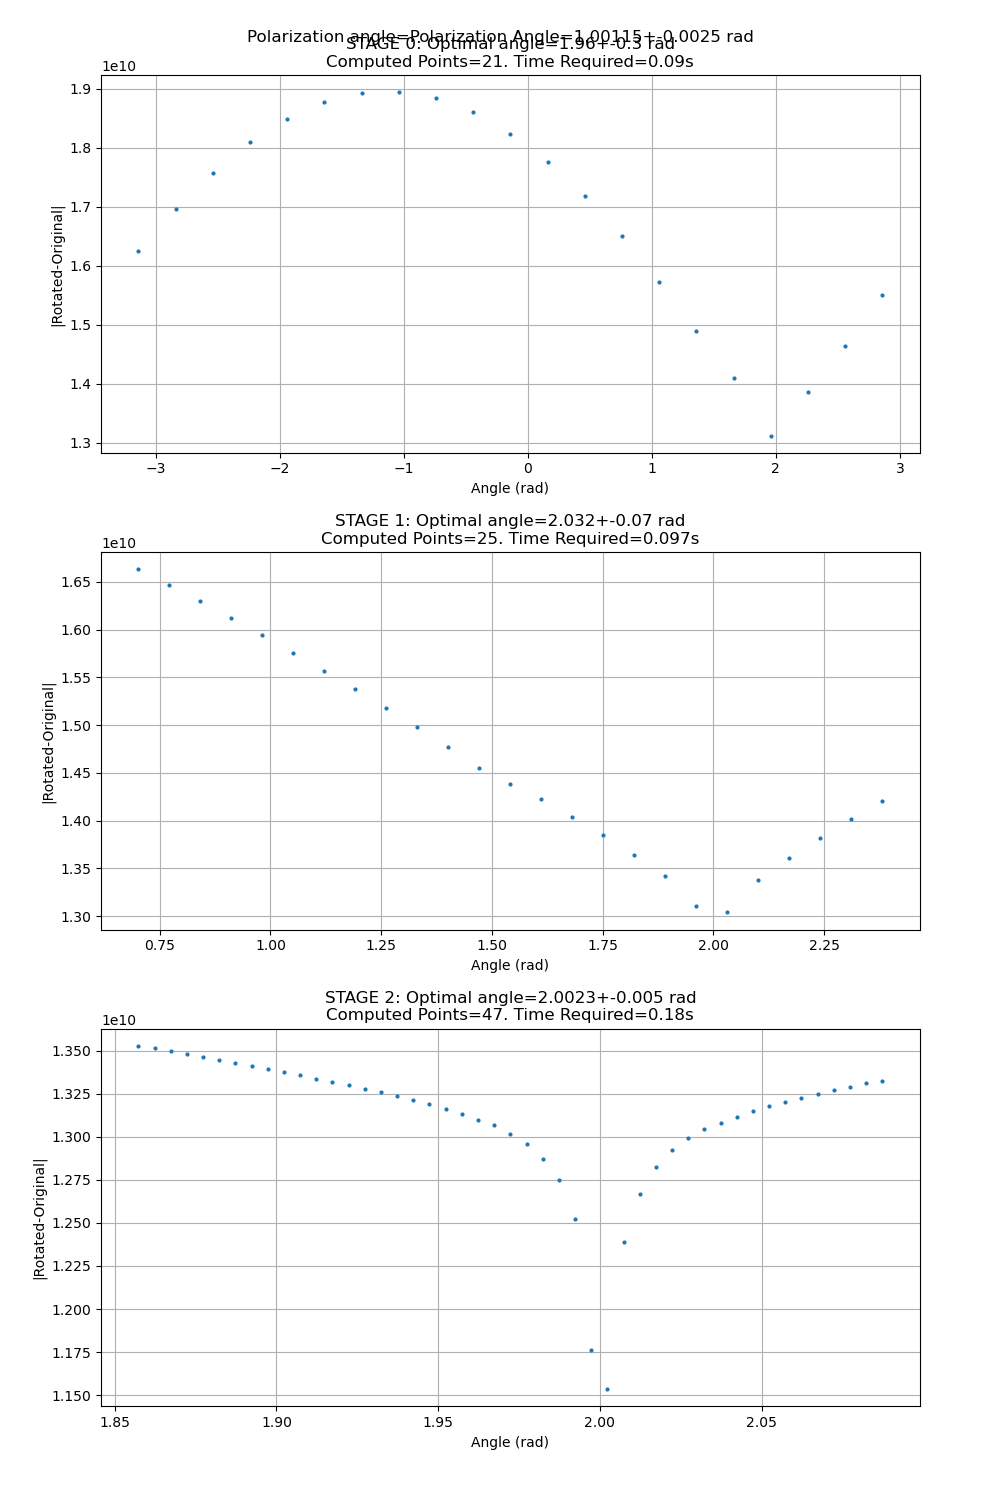 Polarization angle=Polarization Angle=1.00115+-0.0025 rad
STAGE 0: Optimal angle=1.96+-0.3 rad
Computed Points=21. Time Required=0.09s
1e10
1.9
1.8
1.7
1.6
1.5
1.4
1.3
|Rotated-Original|
−3 −2 −1 0 1 2 3
Angle (rad)
STAGE 1: Optimal angle=2.032+-0.07 rad
Computed Points=25. Time Required=0.097s
1e10
1.65
1.60
1.55
1.50
1.45
1.40
1.35
1.30
|Rotated-Original|
0.75 1.00 1.25 1.50 1.75 2.00 2.25
Angle (rad)
STAGE 2: Optimal angle=2.0023+-0.005 rad
Computed Points=47. Time Required=0.18s
1e10
1.350
1.325
1.300
1.275
1.250
1.225
1.200
1.175
1.150
|Rotated-Original|
1.85 1.90 1.95 2.00 2.05
Angle (rad)